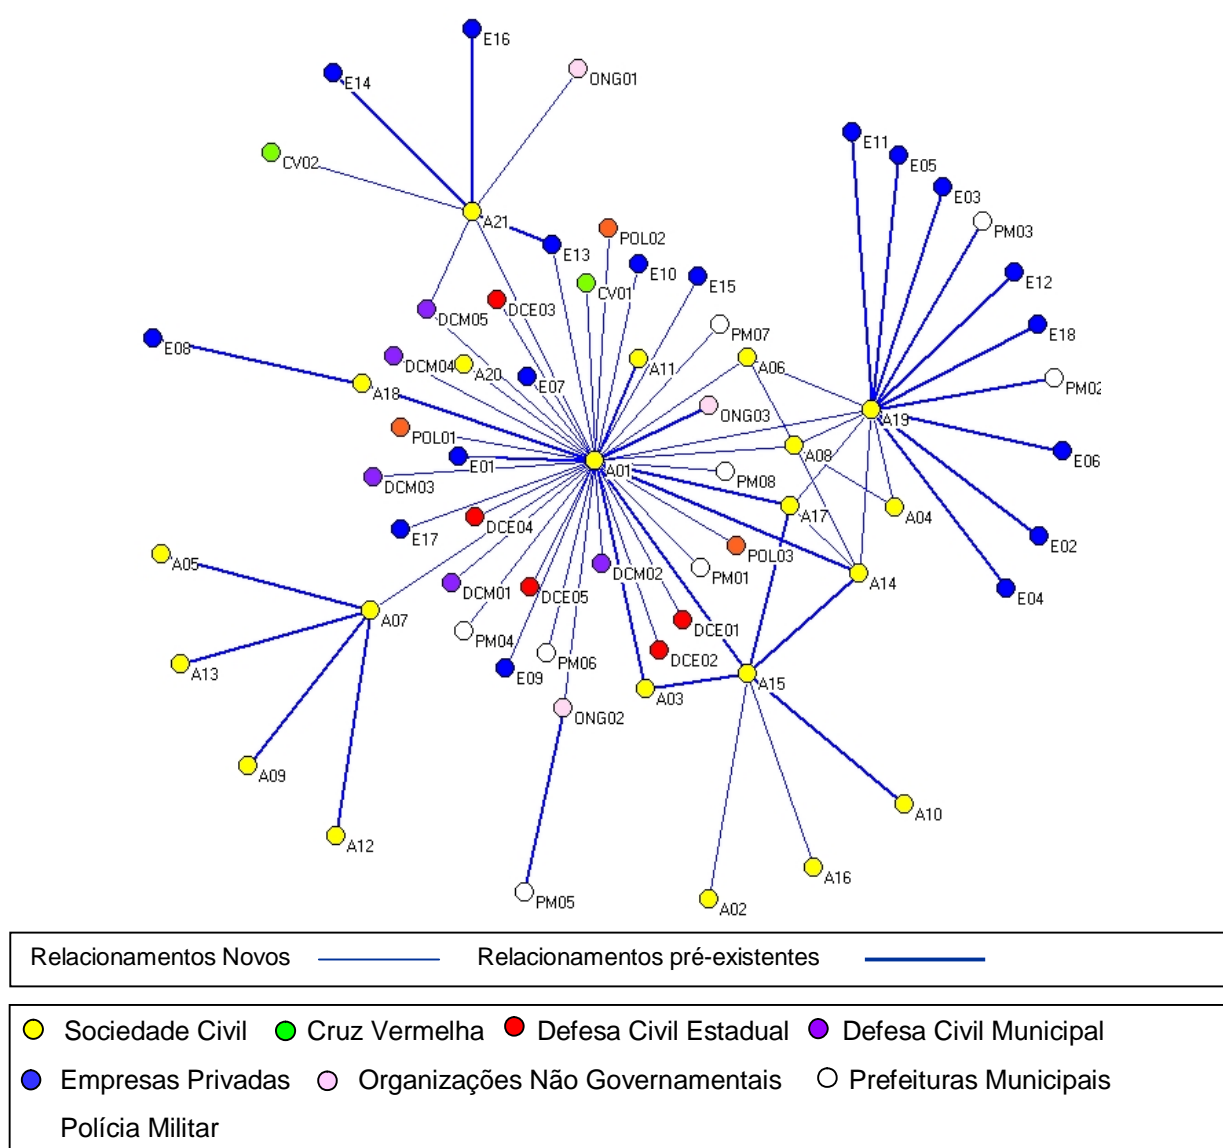 E16
E14
ONG01
E11
E05
CV02
E03
A21
PM03
POL02
E13
E10
E12
E15
CV01
DCE03
DCM05
E18
PM07
E08
DCM04
A20
A11
A06
E07
PM02
A18
ONG03
A19
POL01
A08
E01
A01
E06
DCM03
PM08
A17
A04
DCE04
E17
E02
POL03
A05
DCM02
PM01
A14
DCM01
DCE05
E04
A07
DCE01
PM04
DCE02
PM06
A13
E09
A15
A03
ONG02
A09
A10
A12
A16
PM05
A02
Relacionamentos Novos Relacionamentos pré-existentes
Sociedade Civil Cruz Vermelha Defesa Civil Estadual Defesa Civil Municipal
Empresas Privadas Organizações Não Governamentais Prefeituras Municipais
Polícia Militar